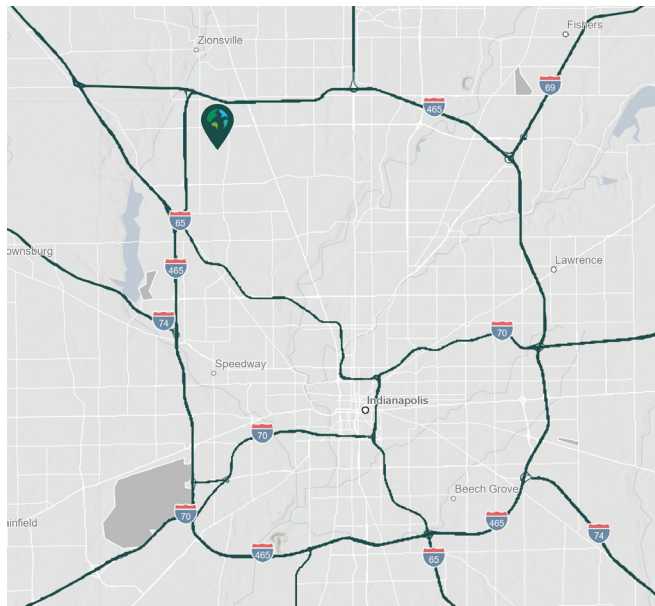 Fishers
Zionsville
69
465
65
ownsburg
Lawrence
465
74
70
Speedway
Indianapolis
70
Beech Grove
70
465
ainfield
74
465
65